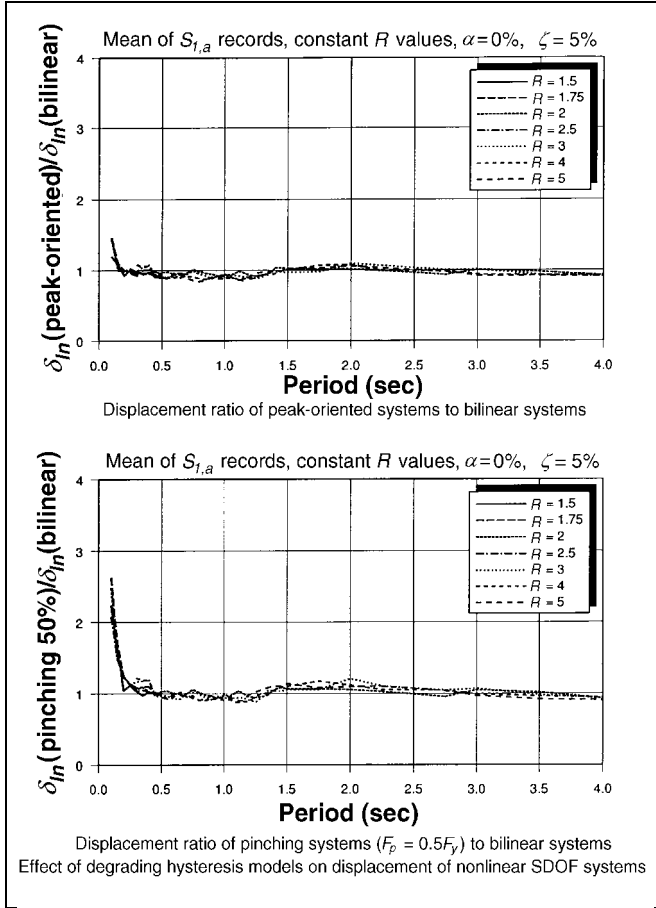 Mean of S1,a records, constant R values, α=0%, ζ= 5%
δIn(peak-oriented)/δIn(bilinear)
4
3
2
1
0
R = 1.5
R = 1.75
R = 2
R = 2.5
R = 3
R = 4
R = 5
0.0 0.5 1.0 1.5 2.0 2.5 3.0 3.5 4.0
Period (sec)
Displacement ratio of peak-oriented systems to bilinear systems
Mean of S1,a records, constant R values, α=0%, ζ= 5%
δIn(pinching 50%)/δIn(bilinear)
4
3
2
1
0
R = 1.5
R = 1.75
R = 2
R = 2.5
R = 3
R = 4
R = 5
0.0 0.5 1.0 1.5 2.0 2.5 3.0 3.5 4.0
Period (sec)
Displacement ratio of pinching systems (Fp = 0.5Fy) to bilinear systems
Effect of degrading hysteresis models on displacement of nonlinear SDOF systems